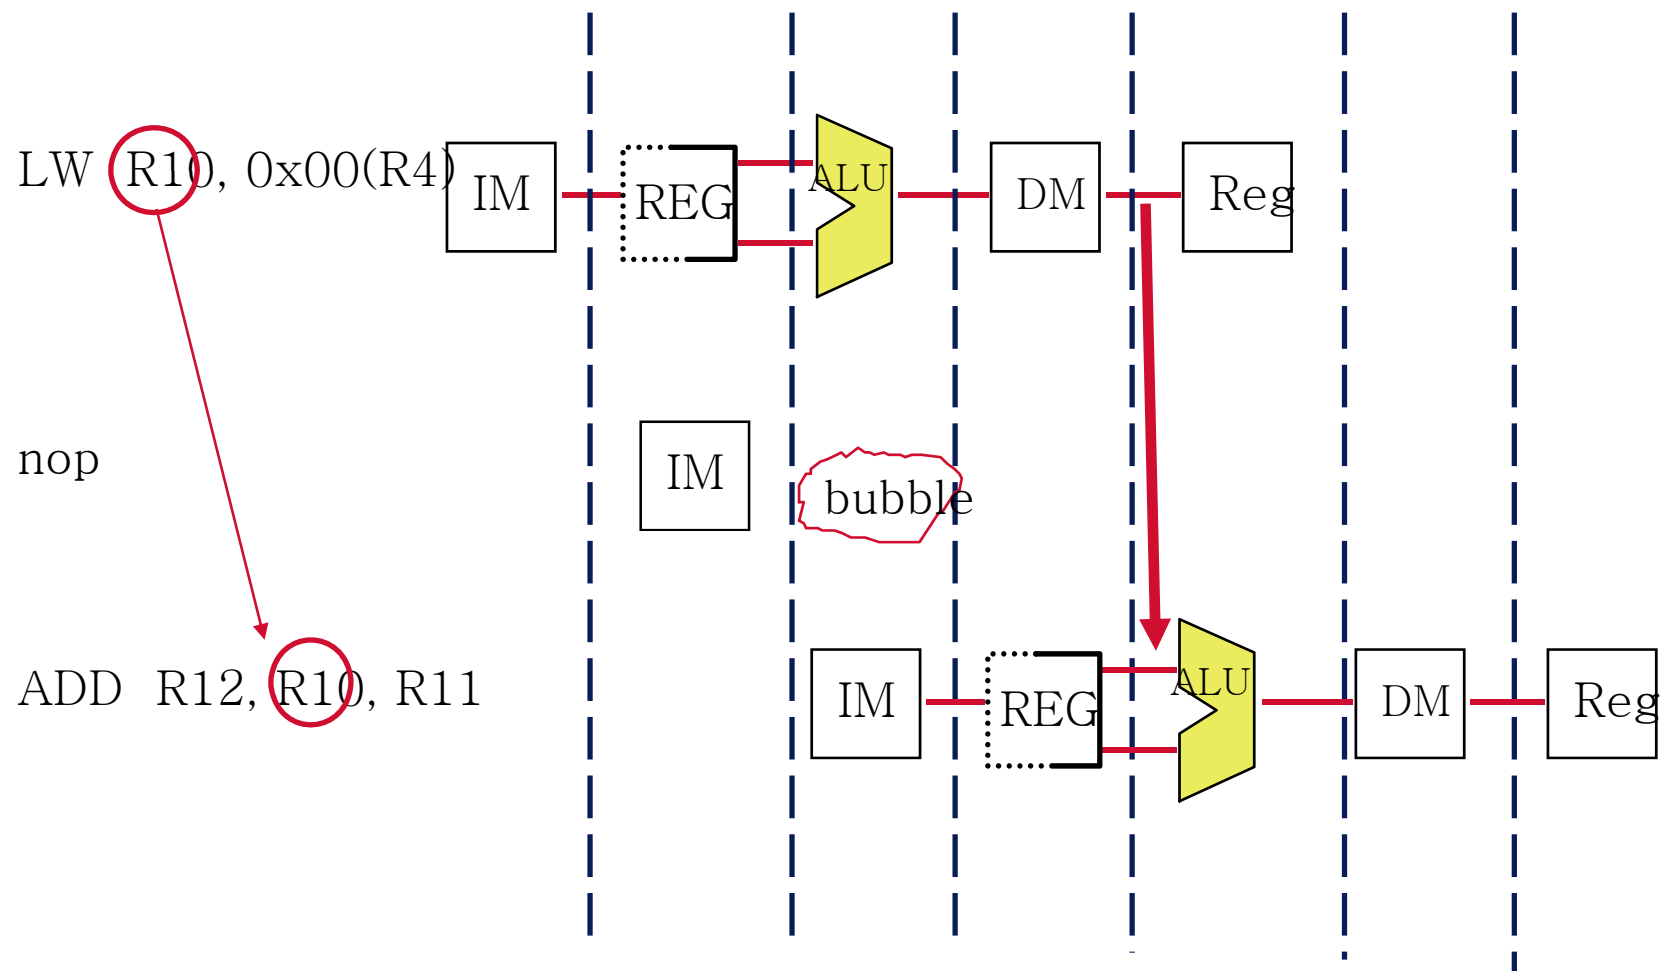 LW R10, 0x00(R4) IM REG ALU DM Reg
nop IM bubble
ADD R12, R10, R11 IM REG ALU DM Reg